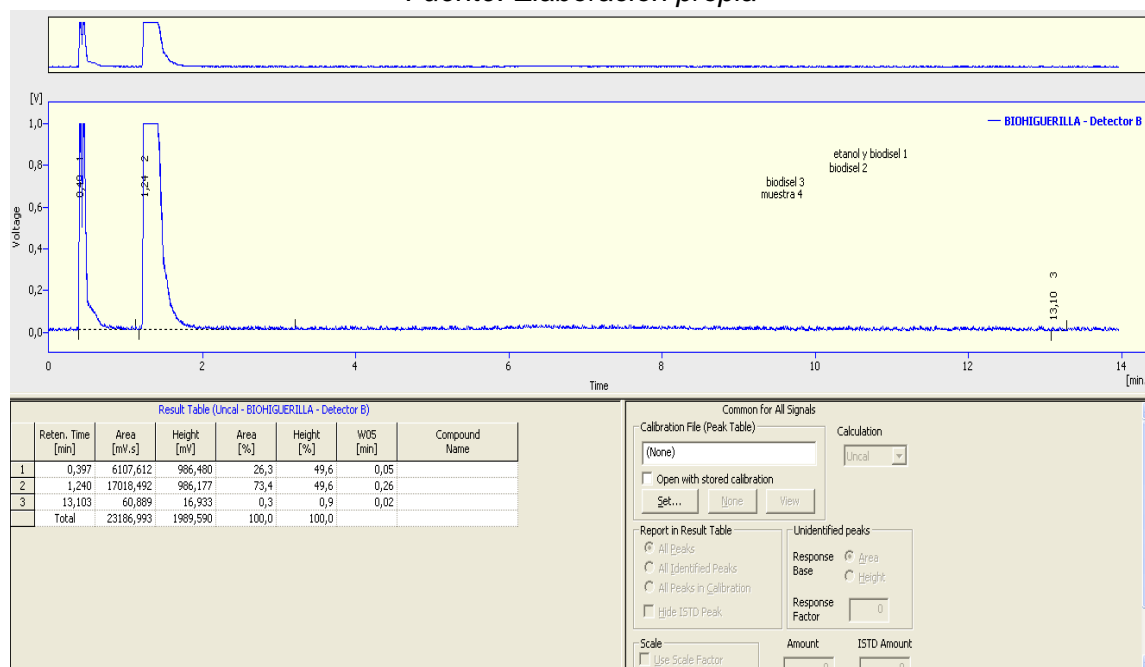 Fuente: Elaboración propia
[V]
1,0
— BIOHIGUERILLA - Detector B
0,8
0,6
0,4
0,2
0,0
Voltage
0,40 1
1,24 2
etanol y biodisel 1
biodisel 2
biodisel 3
muestra 4
13,10 3
0 2 4 6 8 10 12 14
Time
[min.
Result Table (Uncal - BIOHIGUERILLA - Detector B)
Reten. Time [min] Area [mV.s] Height [mV] Area [%] Height [%] W05 [min] Compound Name
1 0,397 6107,612 986,480 26,3 49,6 0,05
2 1,240 17018,492 986,177 73,4 49,6 0,26
3 13,103 60,889 16,933 0,3 0,9 0,02
Total 23186,993 1989,590 100,0 100,0
Common for All Signals
Calibration File (Peak Table)
Calculation
(None)
Uncal
Open with stored calibration
Set... None View
Report in Result Table
Unidentified peaks
All Peaks
All Identified Peaks
All Peaks in Calibration
Hide ISTD Peak
Response Base
Area
Height
Response Factor
0
Scale
Amount
ISTD Amount
Use Scale Factor
0
0